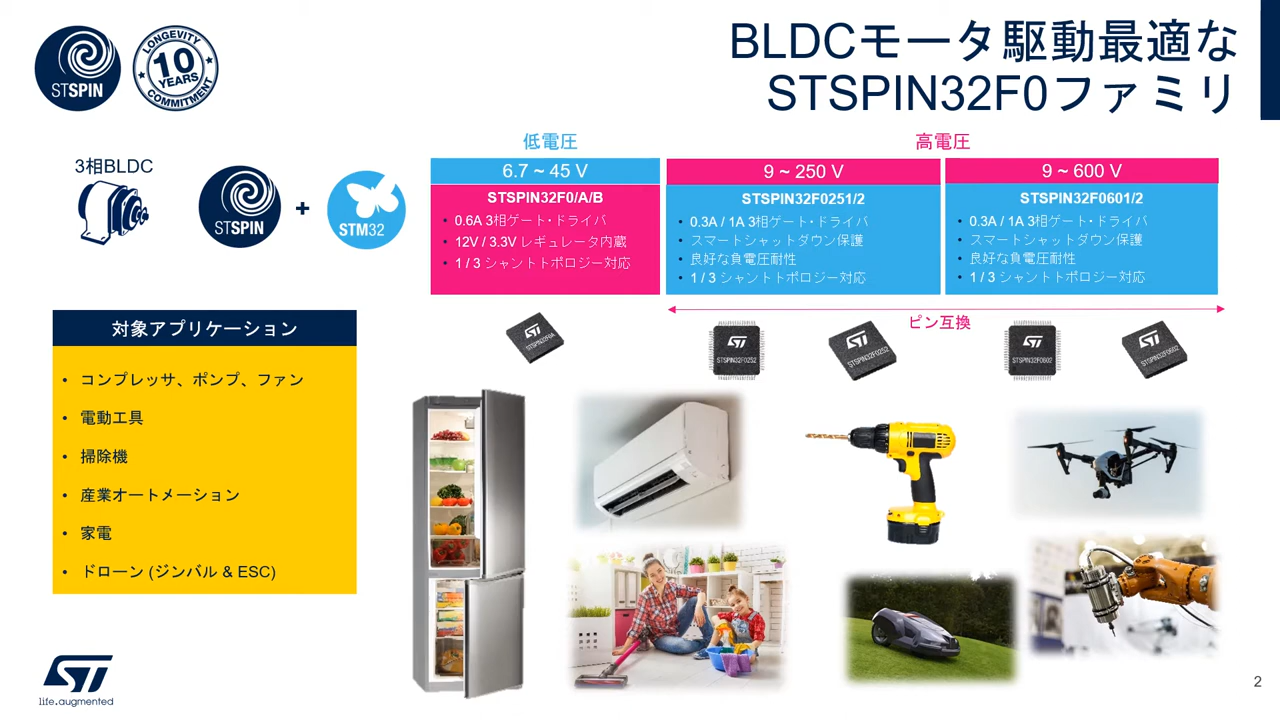 STSPIN
LONGEVITY
10
YEARS
COMMITMENT
BLDCモータ駆動最適な
STSPIN32F0ファミリ
3相BLDC
STSPIN
+
STM32
低電圧
高電圧
6.7 ~ 45 V
9 ~ 250 V
9 ~ 600 V
STSPIN32F0/A/B
• 0.6A 3相ゲート・ドライバ
• 12V / 3.3V レギュレータ内蔵
• 1 / 3 シャントトポロジー対応
STSPIN32F0251/2
• 0.3A / 1A 3相ゲート・ドライバ
• スマートシャットダウン保護
• 良好な負電圧耐性
• 1 / 3 シャントトポロジー対応
STSPIN32F0601/2
• 0.3A / 1A 3相ゲート・ドライバ
• スマートシャットダウン保護
• 良好な負電圧耐性
• 1 / 3 シャントトポロジー対応
ピン互換
ST
STSPIN32F0A
ST
STSPIN32F0252
ST
STSPIN32F0252
ST
STSPIN32F0602
ST
STSPIN32F0602
対象アプリケーション
• コンプレッサ、ポンプ、ファン
• 電動工具
• 掃除機
• 産業オートメーション
• 家電
• ドローン (ジンバル & ESC)
ST
life.augmented
2